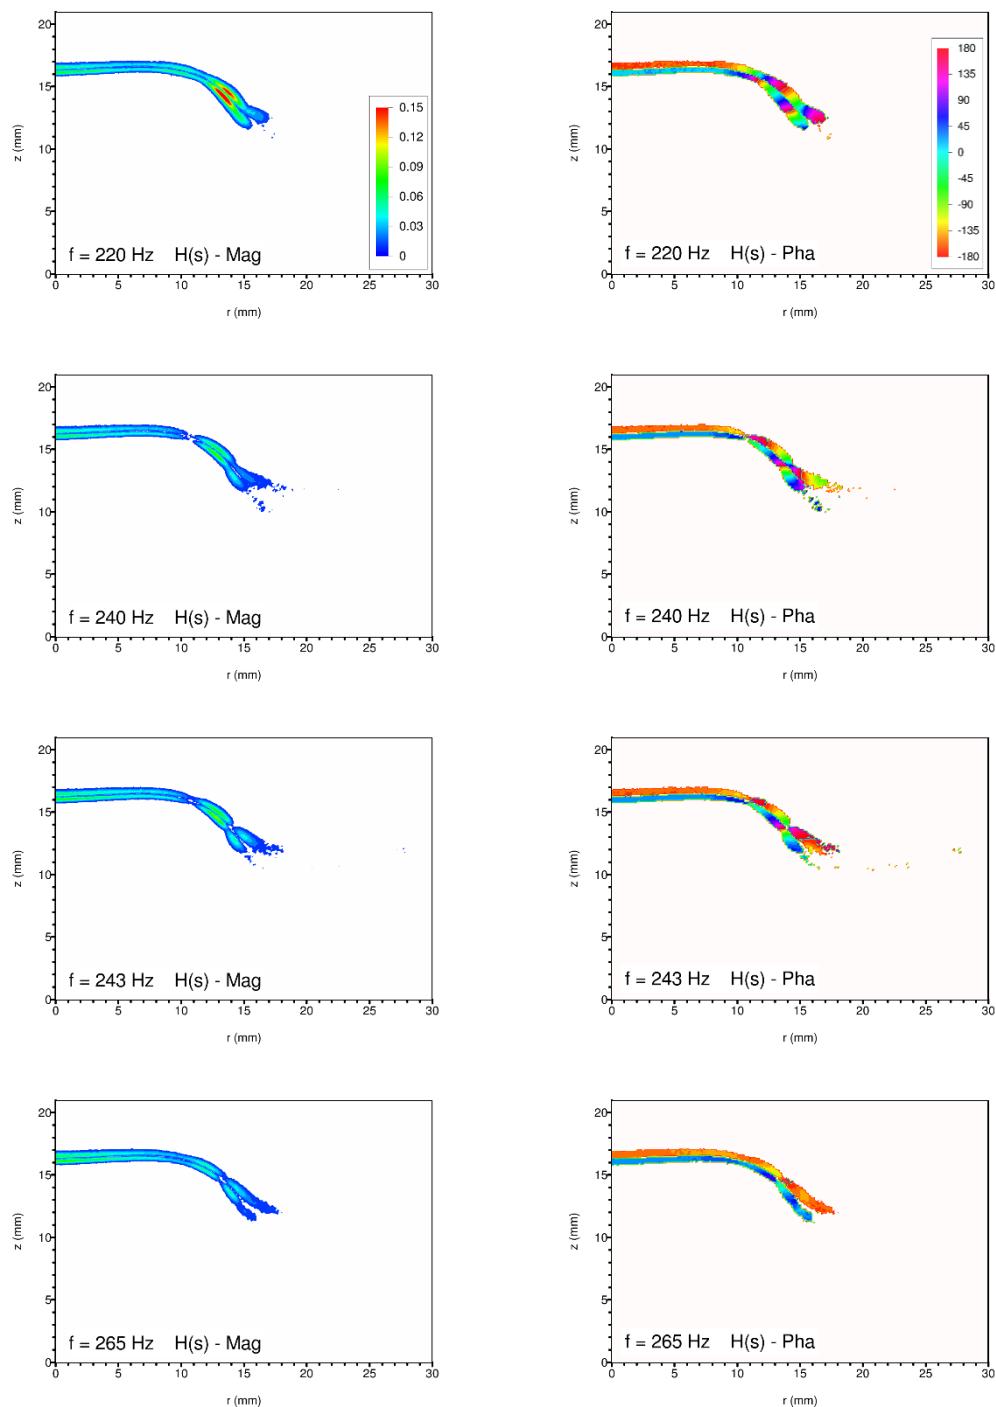 20
15
10
5
0
z (mm)
0.15
0.12
0.09
0.06
0.03
0
f = 220 Hz H(s) - Mag
0 5 10 15 20 25 30
r (mm)
20
15
10
5
0
z (mm)
180
135
90
45
0
-45
-90
-135
-180
f = 220 Hz H(s) - Pha
0 5 10 15 20 25 30
r (mm)
20
15
10
5
0
z (mm)
f = 240 Hz H(s) - Mag
0 5 10 15 20 25 30
r (mm)
20
15
10
5
0
z (mm)
f = 240 Hz H(s) - Pha
0 5 10 15 20 25 30
r (mm)
20
15
10
5
0
z (mm)
f = 243 Hz H(s) - Mag
0 5 10 15 20 25 30
r (mm)
20
15
10
5
0
z (mm)
f = 243 Hz H(s) - Pha
0 5 10 15 20 25 30
r (mm)
20
15
10
5
0
z (mm)
f = 265 Hz H(s) - Mag
0 5 10 15 20 25 30
r (mm)
20
15
10
5
0
z (mm)
f = 265 Hz H(s) - Pha
0 5 10 15 20 25 30
r (mm)